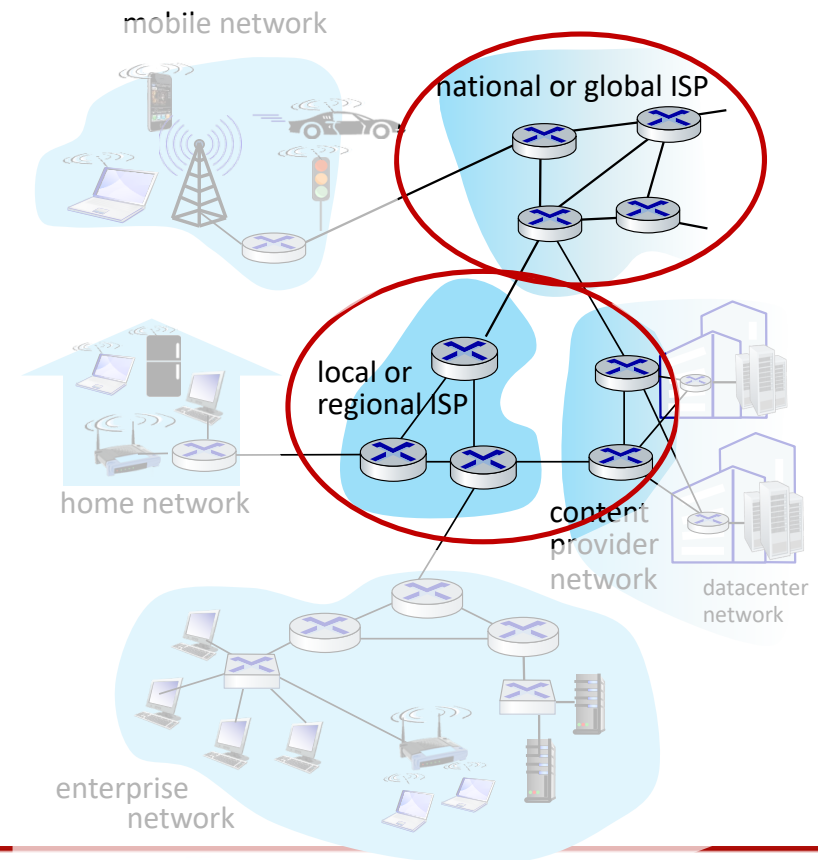 mobile network
national or global ISP
local or
regional ISP
home network
content
provider
network
datacenter
network
enterprise
network